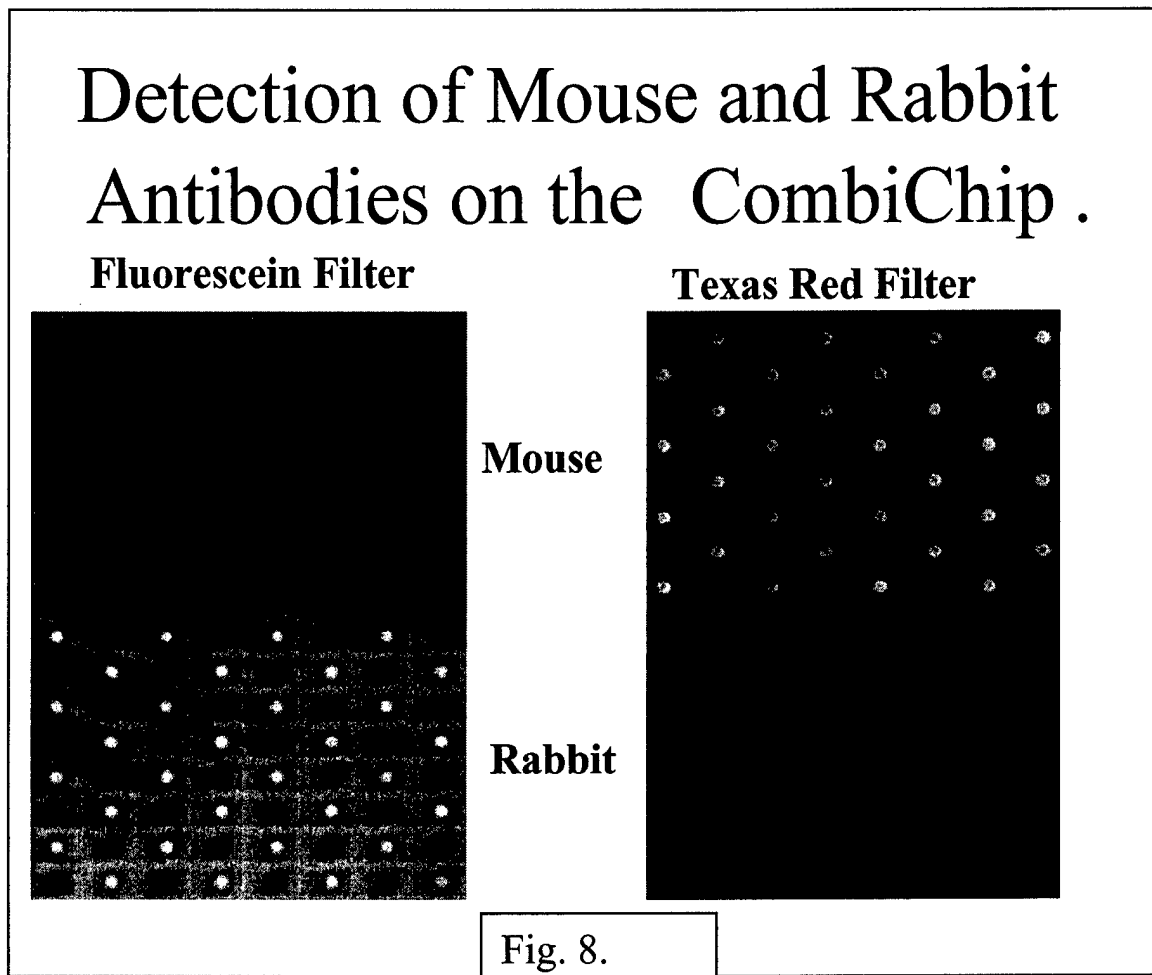 Detection of Mouse and Rabbit
Antibodies on the CombiChip .
Fluorescein Filter
Texas Red Filter
Mouse
Rabbit
Fig. 8.